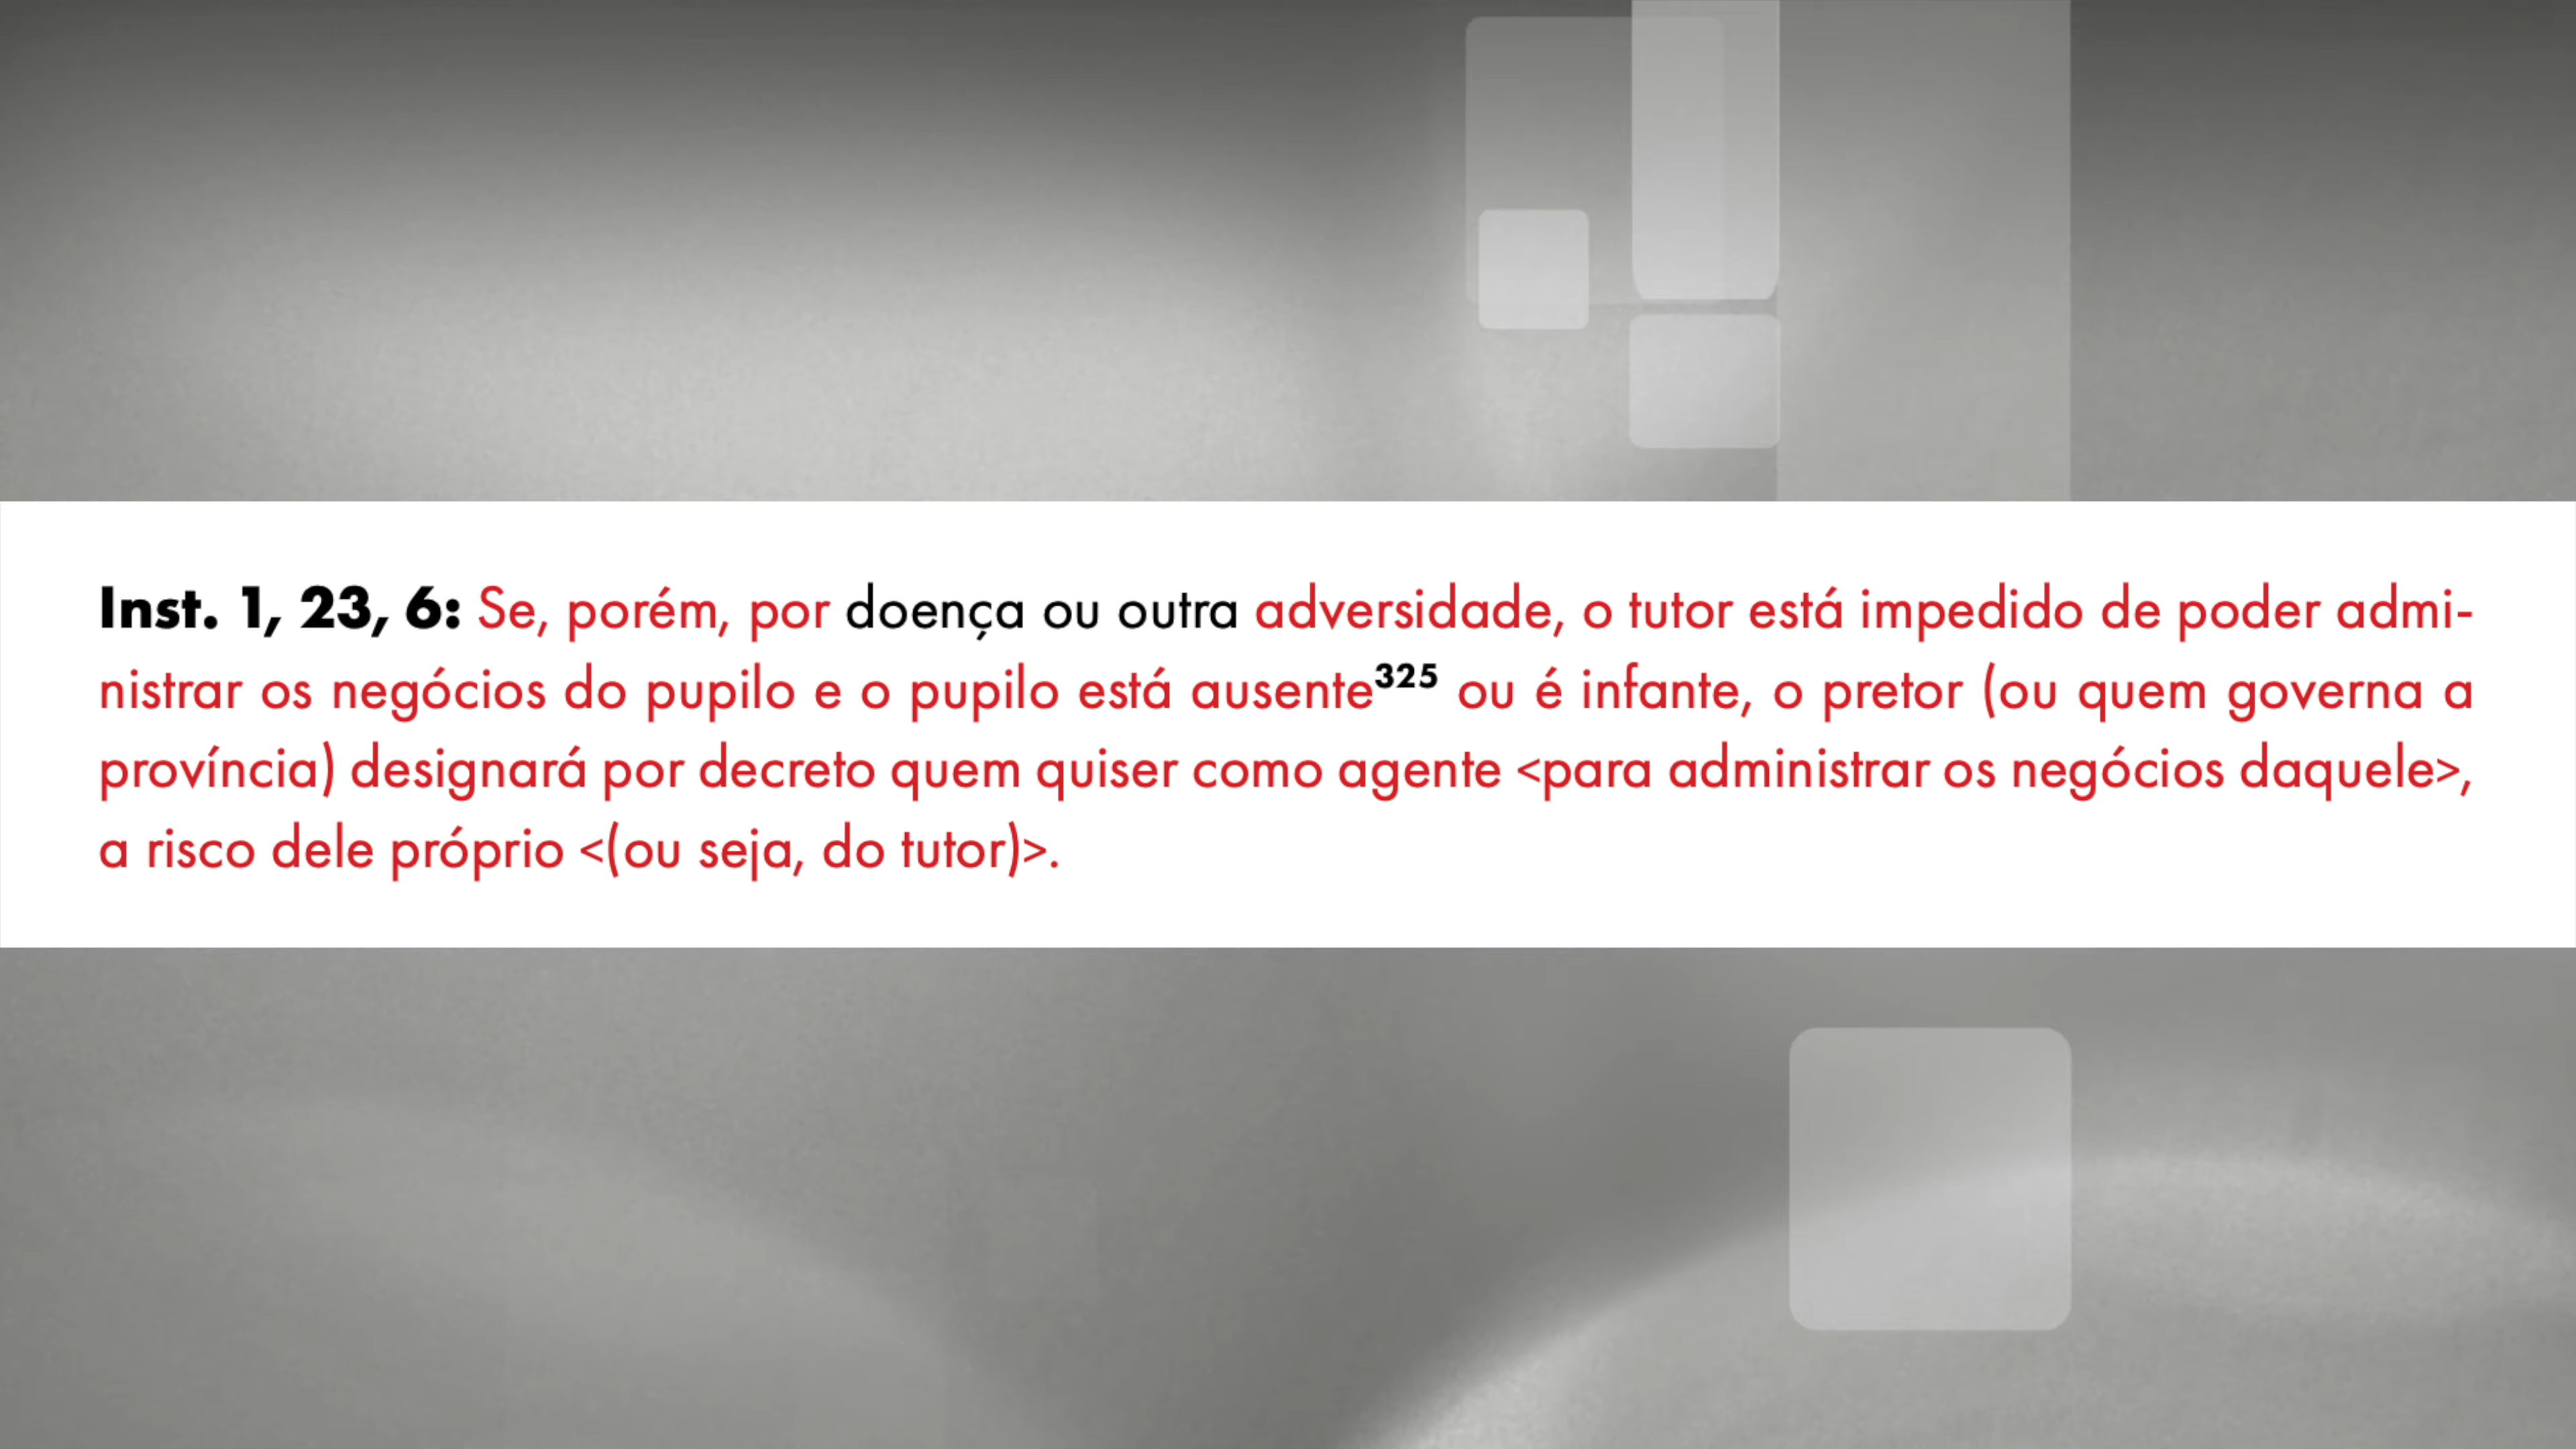 Inst. 1, 23, 6: Se, porém, por doença ou outra adversidade, o tutor está impedido de poder admi-
nistrar os negócios do pupilo e o pupilo está ausente³²⁵ ou é infante, o pretor (ou quem governa a
província) designará por decreto quem quiser como agente <para administrar os negócios daquele>,
a risco dele próprio <(ou seja, do tutor)>.